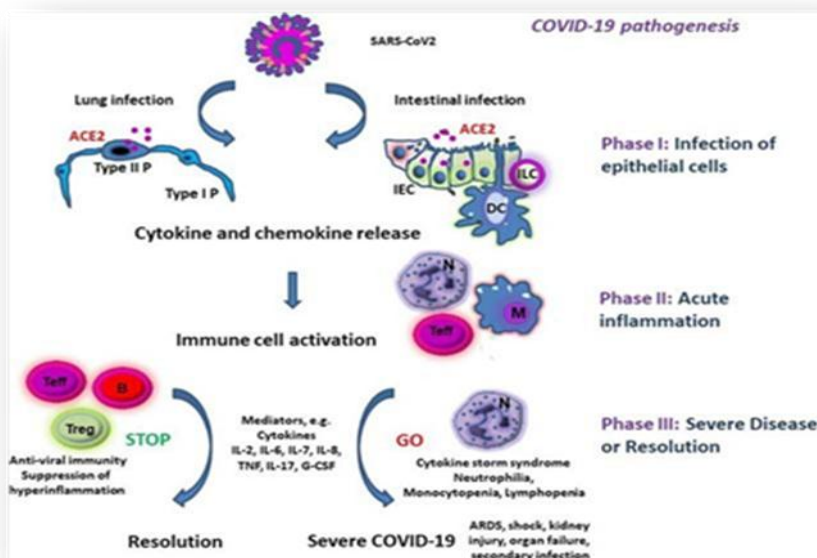 COVID-19 pathogenesis
SARS-CoV2
Lung infection
Intestinal infection
ACE2
ACE2
Type II P
Type I P
IEC
ILC
DC
Phase I: Infection of
epithelial cells
Cytokine and chemokine release
N
M
Teff
Phase II: Acute
inflammation
Immune cell activation
Teff
B
Treg
STOP
Anti-viral immunity
Suppression of
hyperinflammation
Mediators, e.g.
Cytokines
IL-2, IL-6, IL-7, IL-8,
TNF, IL-17, G-CSF
GO
N
Cytokine storm syndrome
Neutrophilia,
Monocytopenia, Lymphopenia
Phase III: Severe Disease
or Resolution
Resolution
Severe COVID-19
ARDS, shock, kidney
injury, organ failure,
secondary infection